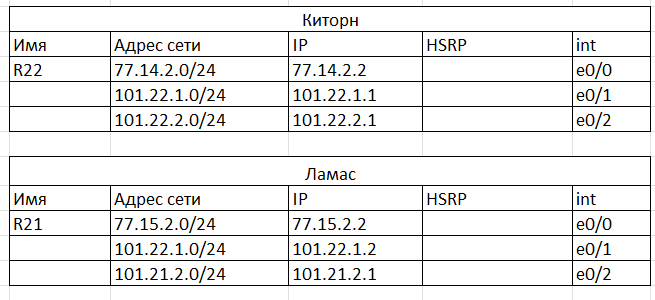 Киторн
Имя Адрес сети IP HSRP int
R22 77.14.2.0/24 77.14.2.2 e0/0
101.22.1.0/24 101.22.1.1 e0/1
101.22.2.0/24 101.22.2.1 e0/2
Ламас
Имя Адрес сети IP HSRP int
R21 77.15.2.0/24 77.15.2.2 e0/0
101.22.1.0/24 101.22.1.2 e0/1
101.21.2.0/24 101.21.2.1 e0/2